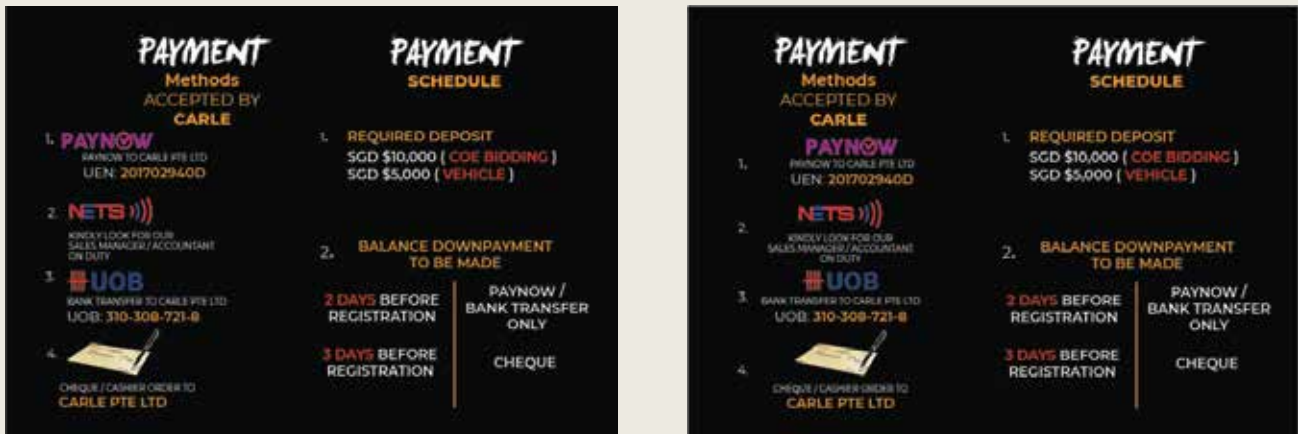 PAYMENT
Methods
ACCEPTED BY
CARLE
1. PAYNOW
PAYNOW TO CARLE PTE LTD
UEN: 201702940D
2. NETS
KINDLY LOOK FOR OUR
SALES MANAGER / ACCOUNTANT
ON DUTY
3. UOB
BANK TRANSFER TO CARLE PTE LTD
UOB: 310-308-721-8
4.
CHEQUE / CASHIER ORDER TO
CARLE PTE LTD
PAYMENT
SCHEDULE
1. REQUIRED DEPOSIT
SGD $10,000 ( COE BIDDING )
SGD $5,000 ( VEHICLE )
2. BALANCE DOWNPAYMENT
TO BE MADE
2 DAYS BEFORE
REGISTRATION
PAYNOW /
BANK TRANSFER
ONLY
3 DAYS BEFORE
REGISTRATION
CHEQUE
PAYMENT
Methods
ACCEPTED BY
CARLE
PAYNOW
1. PAYNOW TO CARLE PTE LTD
UEN: 201702940D
NETS
2. KINDLY LOOK FOR OUR
SALES MANAGER / ACCOUNTANT
ON DUTY
UOB
3. BANK TRANSFER TO CARLE PTE LTD
UOB: 310-308-721-8
4.
CHEQUE / CASHIER ORDER TO
CARLE PTE LTD
PAYMENT
SCHEDULE
1. REQUIRED DEPOSIT
SGD $10,000 ( COE BIDDING )
SGD $5,000 ( VEHICLE )
2. BALANCE DOWNPAYMENT
TO BE MADE
2 DAYS BEFORE
REGISTRATION
PAYNOW /
BANK TRANSFER
ONLY
3 DAYS BEFORE
REGISTRATION
CHEQUE